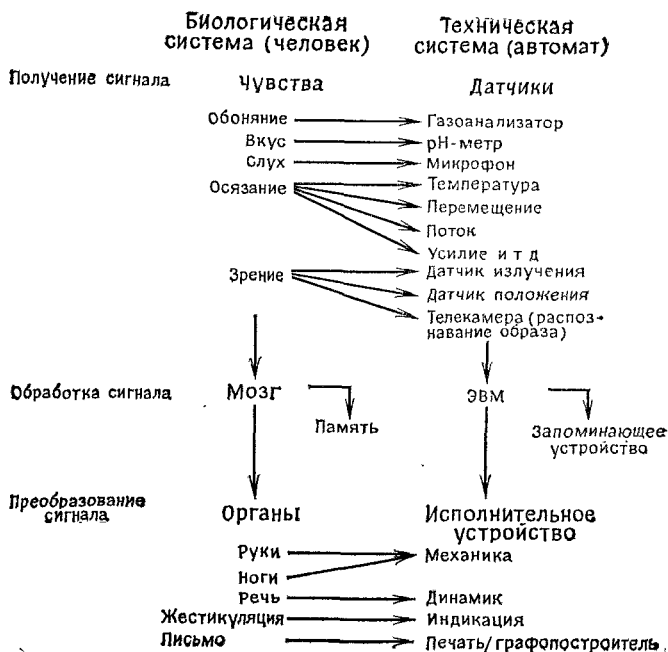 Биологическая система (человек)
Техническая система (автомат)
Получение сигнала
Чувства
Датчики
Обоняние
Газоанализатор
Вкус
pH-метр
Слух
Микрофон
Осязание
Температура
Перемещение
Поток
Усилие и т д
Зрение
Датчик излучения
Датчик положения
Телекамера (распоз-
навание образа)
Обработка сигнала
Мозг
ЭВМ
Память
Запоминающее
устройство
Преобразование
сигнала
Органы
Исполнительное
устройство
Руки
Механика
Ноги
Речь
Динамик
Жестикуляция
Индикация
Письмо
Печать/графопостроитель.